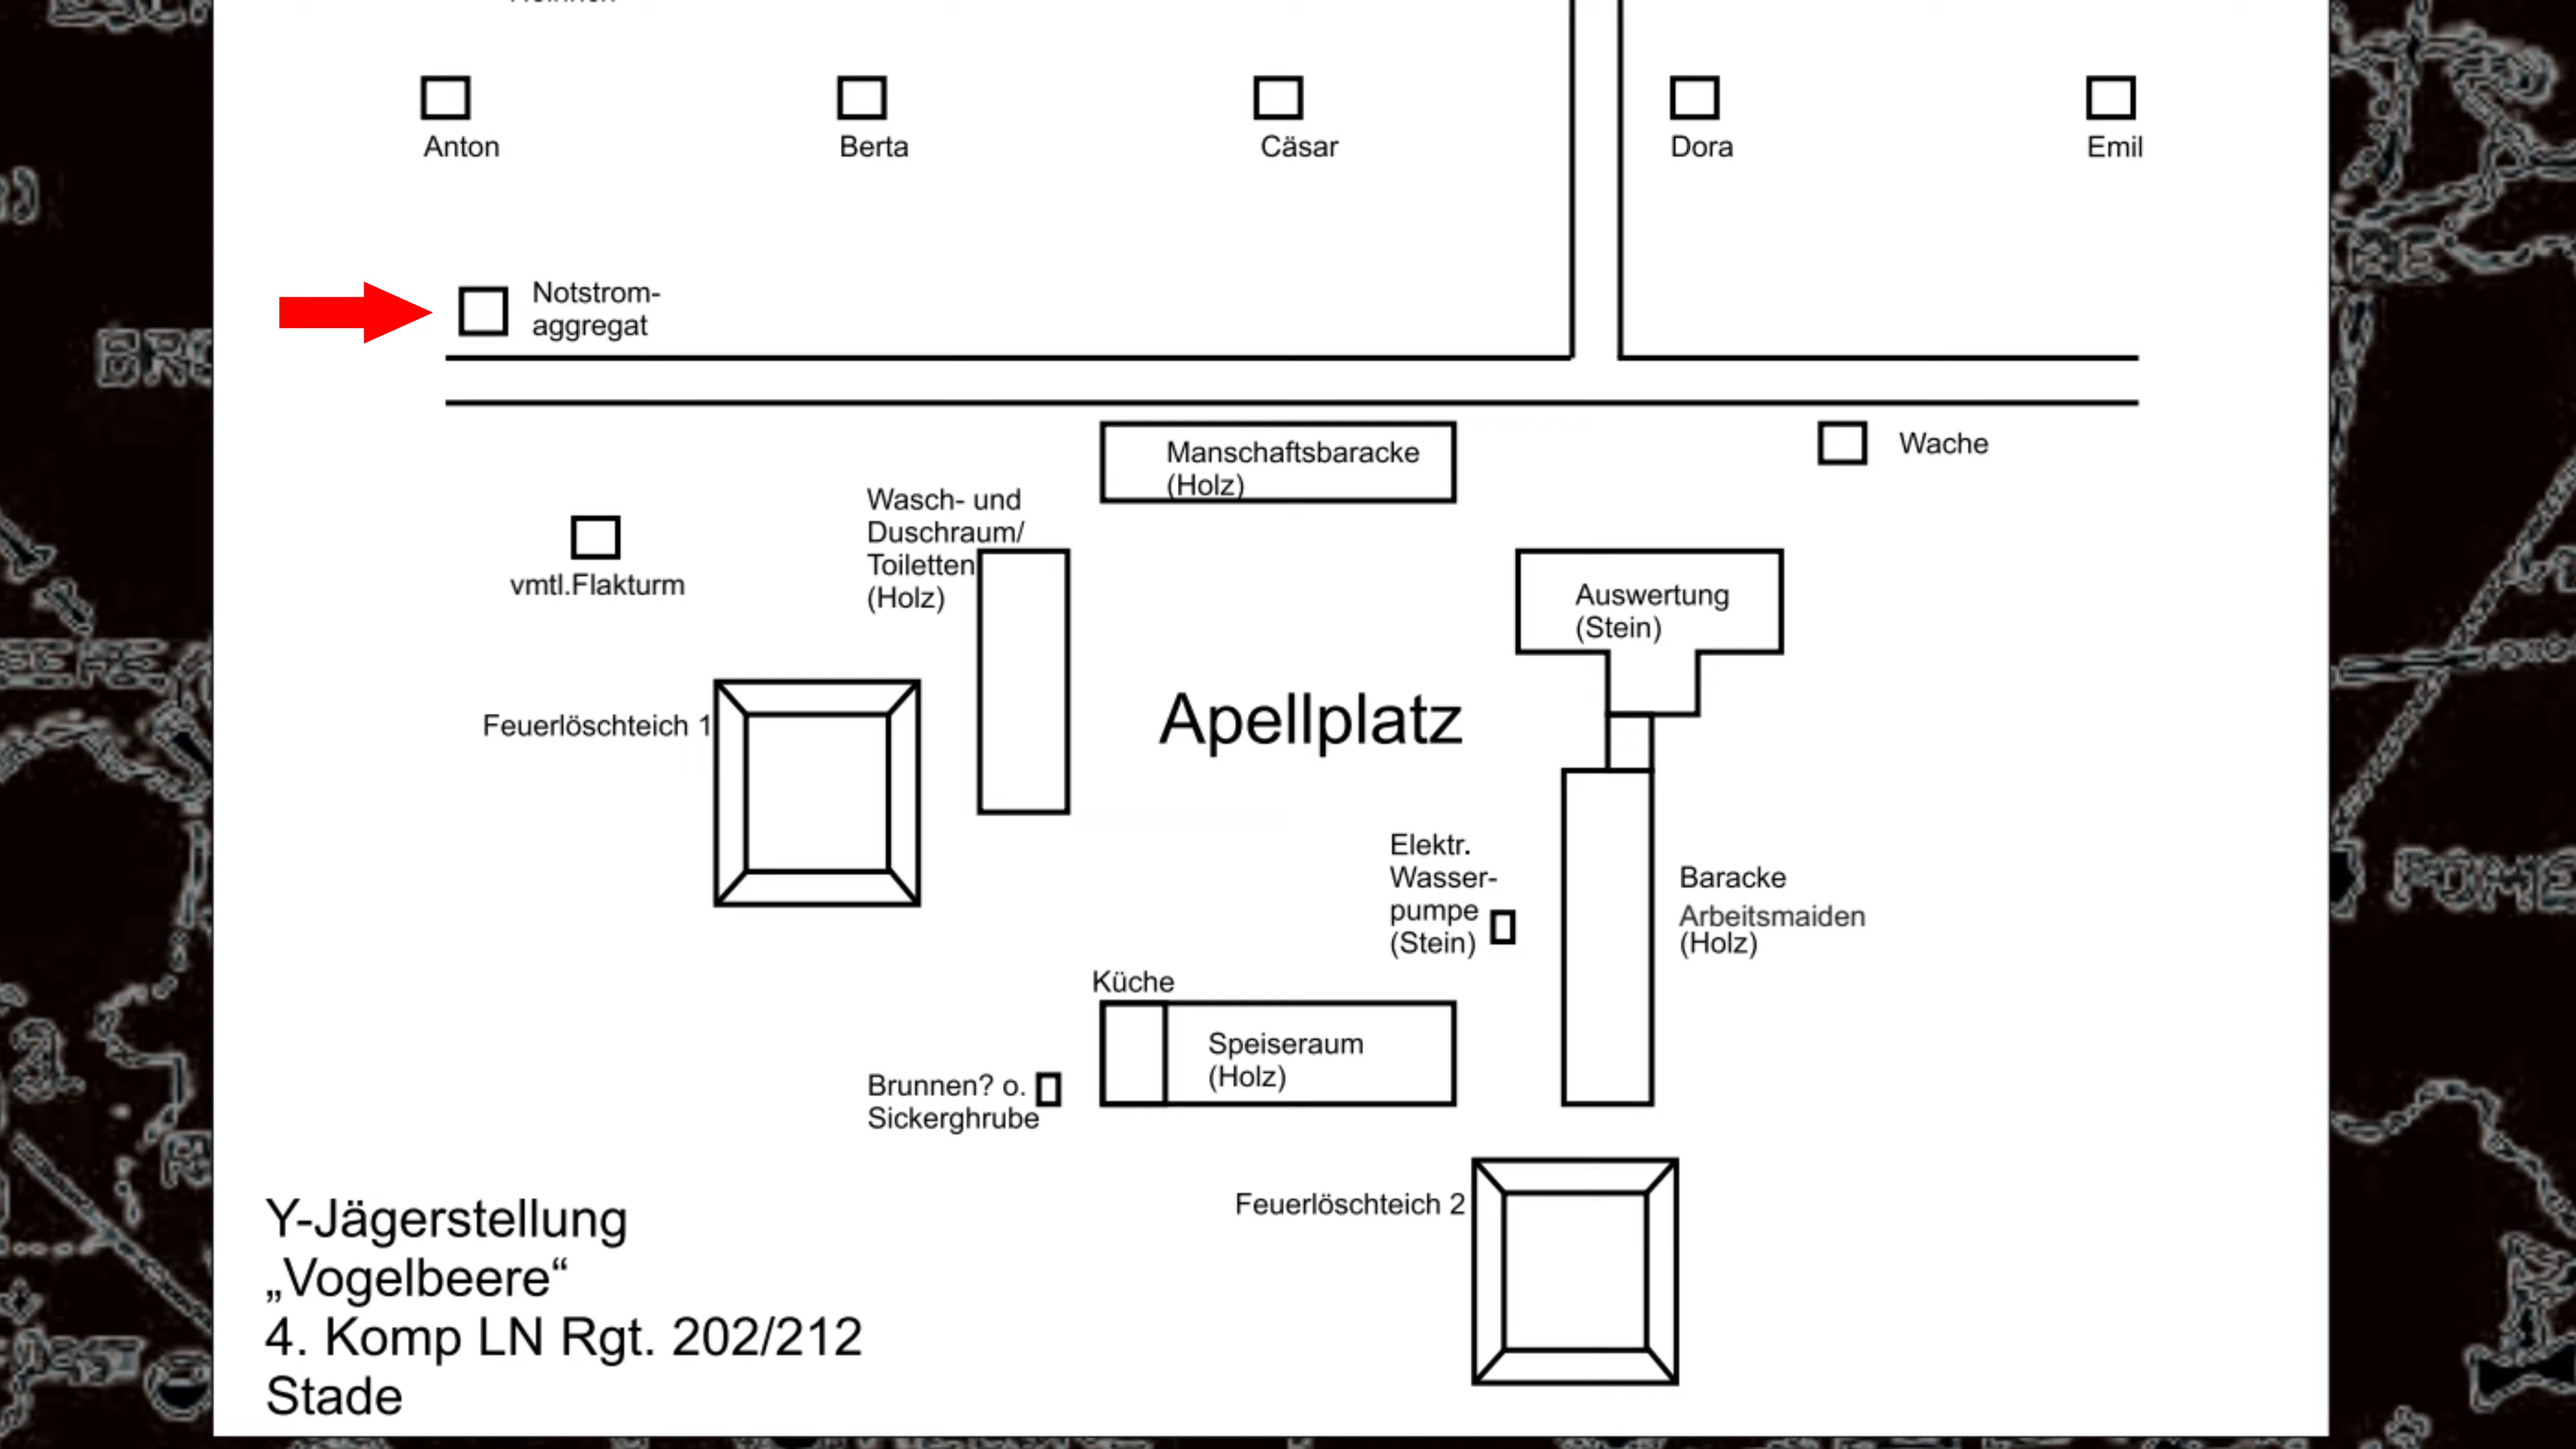 Anton
Berta
Cäsar
Dora
Emil
Notstrom-
aggregat
Manschaftsbaracke
(Holz)
Wache
Wasch- und
Duschraum/
Toiletten
(Holz)
vmtl.Flakturm
Auswertung
(Stein)
Feuerlöschteich 1
Apellplatz
Elektr.
Wasser-
pumpe
(Stein)
Baracke
Arbeitsmaiden
(Holz)
Küche
Speiseraum
(Holz)
Brunnen? o.
Sickerghrube
Feuerlöschteich 2
Y-Jägerstellung
„Vogelbeere“
4. Komp LN Rgt. 202/212
Stade